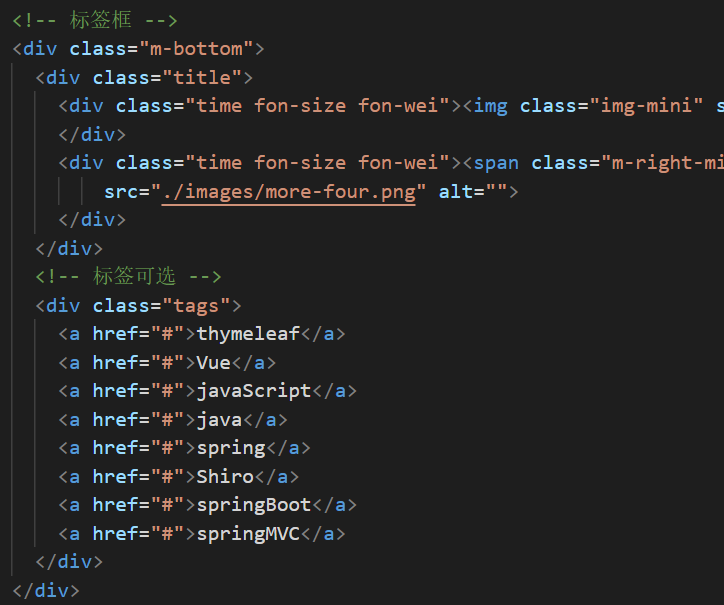 <!-- 标签框 -->
<div class="m-bottom">
<div class="title">
<div class="time fon-size fon-wei"><img class="img-mini"
</div>
<div class="time fon-size fon-wei"><span class="m-right-mi
src="./images/more-four.png" alt="">
</div>
</div>
<!-- 标签可选 -->
<div class="tags">
<a href="#">thymeleaf</a>
<a href="#">Vue</a>
<a href="#">javaScript</a>
<a href="#">java</a>
<a href="#">spring</a>
<a href="#">Shiro</a>
<a href="#">springBoot</a>
<a href="#">springMVC</a>
</div>
</div>